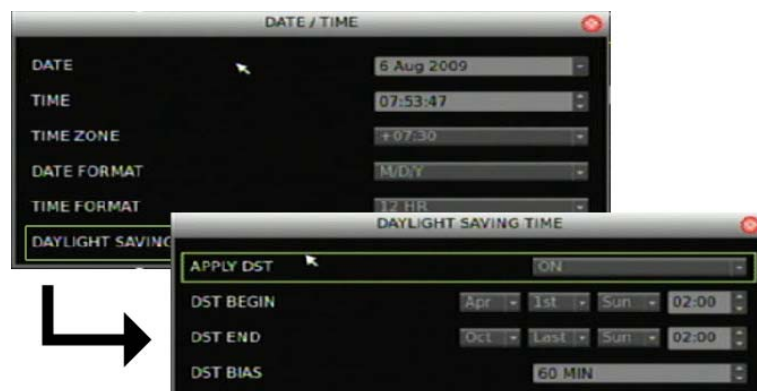 DATE / TIME
DATE 6 Aug 2009
TIME 07:53:47
TIME ZONE +07:30
DATE FORMAT M/D/Y
TIME FORMAT 12 HR
DAYLIGHT SAVING
DAYLIGHT SAVING TIME
APPLY DST ON
DST BEGIN Apr 1st Sun 02:00
DST END Oct Last Sun 02:00
DST BIAS 60 MIN